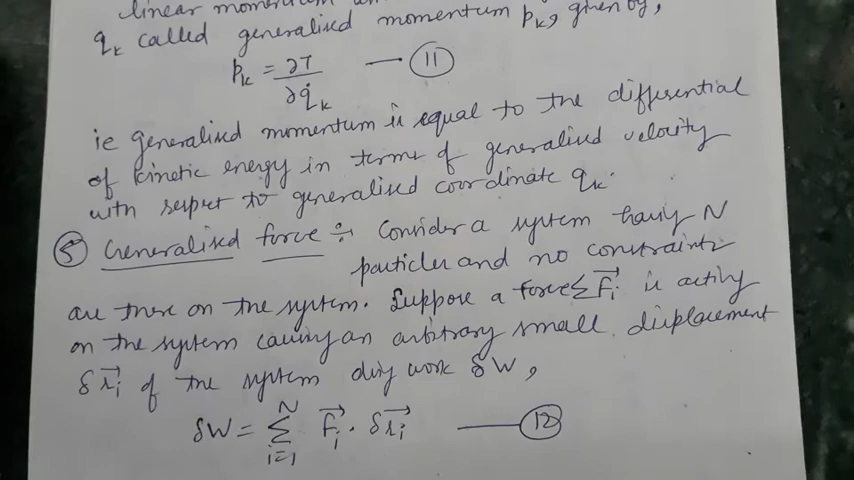 linear momentum
q_k called generalised momentum p_k, given by,
p_k = ∂T / ∂q̇_k —— (11)
ie generalised momentum is equal to the differential
of kinetic energy in terms of generalised velocity
with respect to generalised coordinate q_k.
(5) Generalised force ÷ Consider a system having N
particles and no constraints
are there on the system. Suppose a force Σ F⃗_i is acting
on the system causing an arbitrary small displacement
δr⃗_i of the system doing work δW,
δW = Σ_{i=1}^{N} F⃗_i · δr⃗_i —— (12)